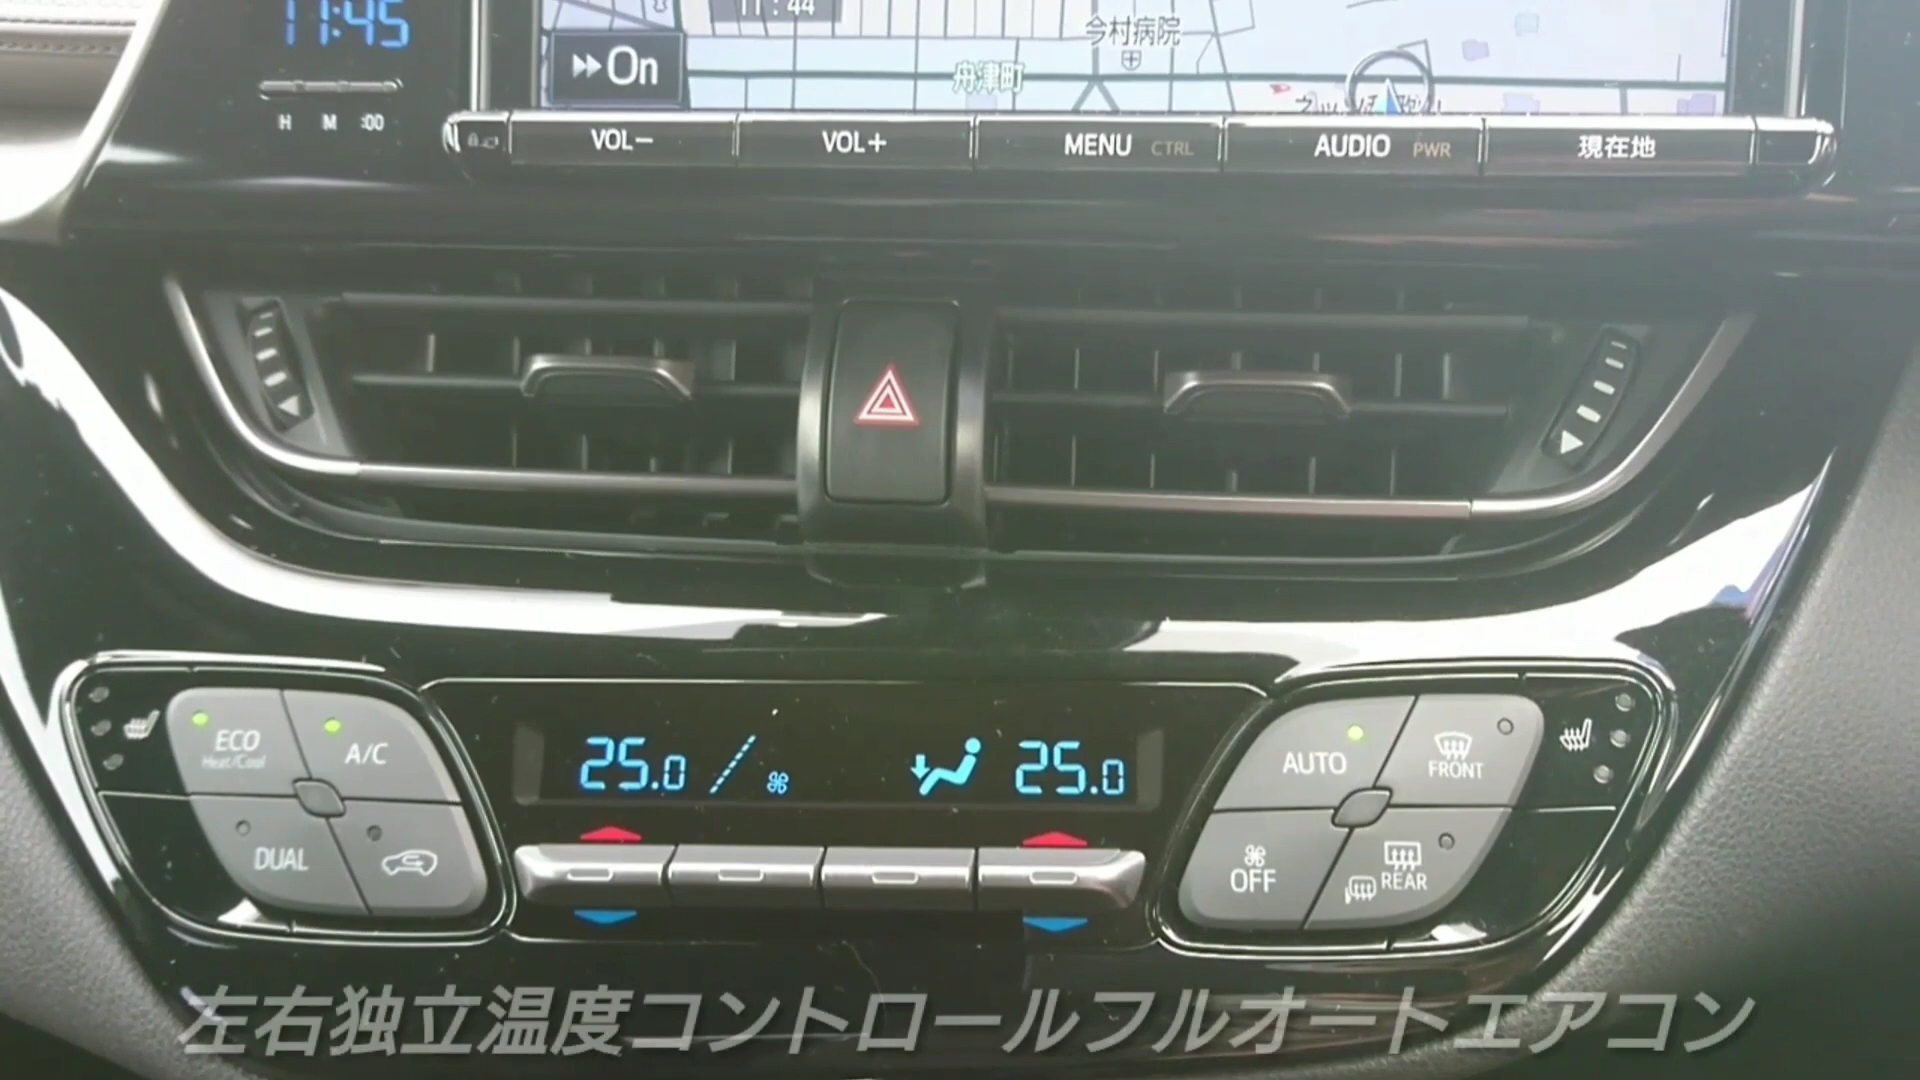 11:45
11:44
今村病院
On
舟津町
H M :00
VOL−
VOL+
MENU CTRL
AUDIO PWR
現在地
ECO
Heat/Cool
A/C
DUAL
25.0
25.0
AUTO
FRONT
OFF
REAR
左右独立温度コントロールフルオートエアコン